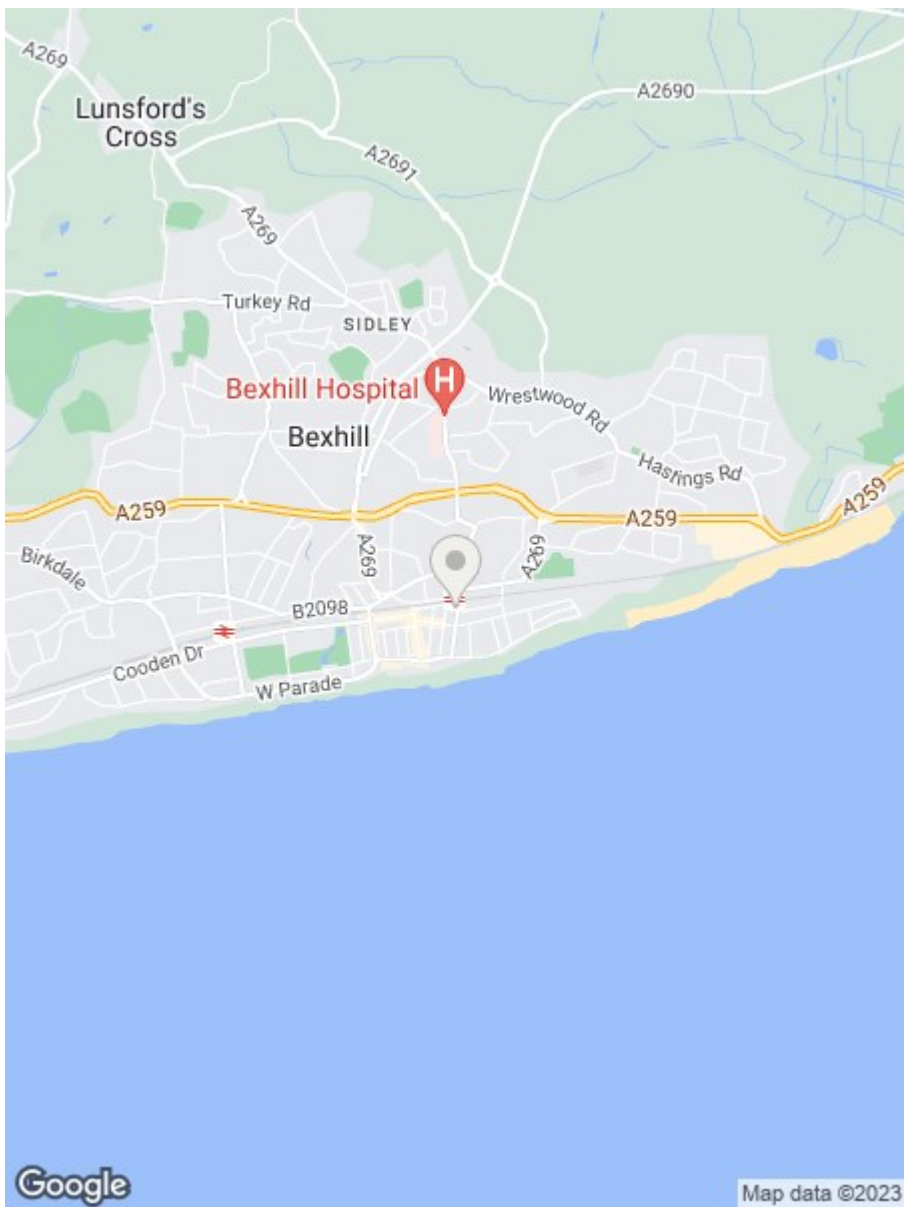 A269
A2690
Lunsford's
Cross
A2691
A269
Turkey Rd
SIDLEY
Bexhill Hospital
H
Wrestwood Rd
Bexhill
Hastings Rd
A259
A259
A259
A269
A269
Birkdale
B2098
Cooden Dr
W Parade
Google
Map data ©2023